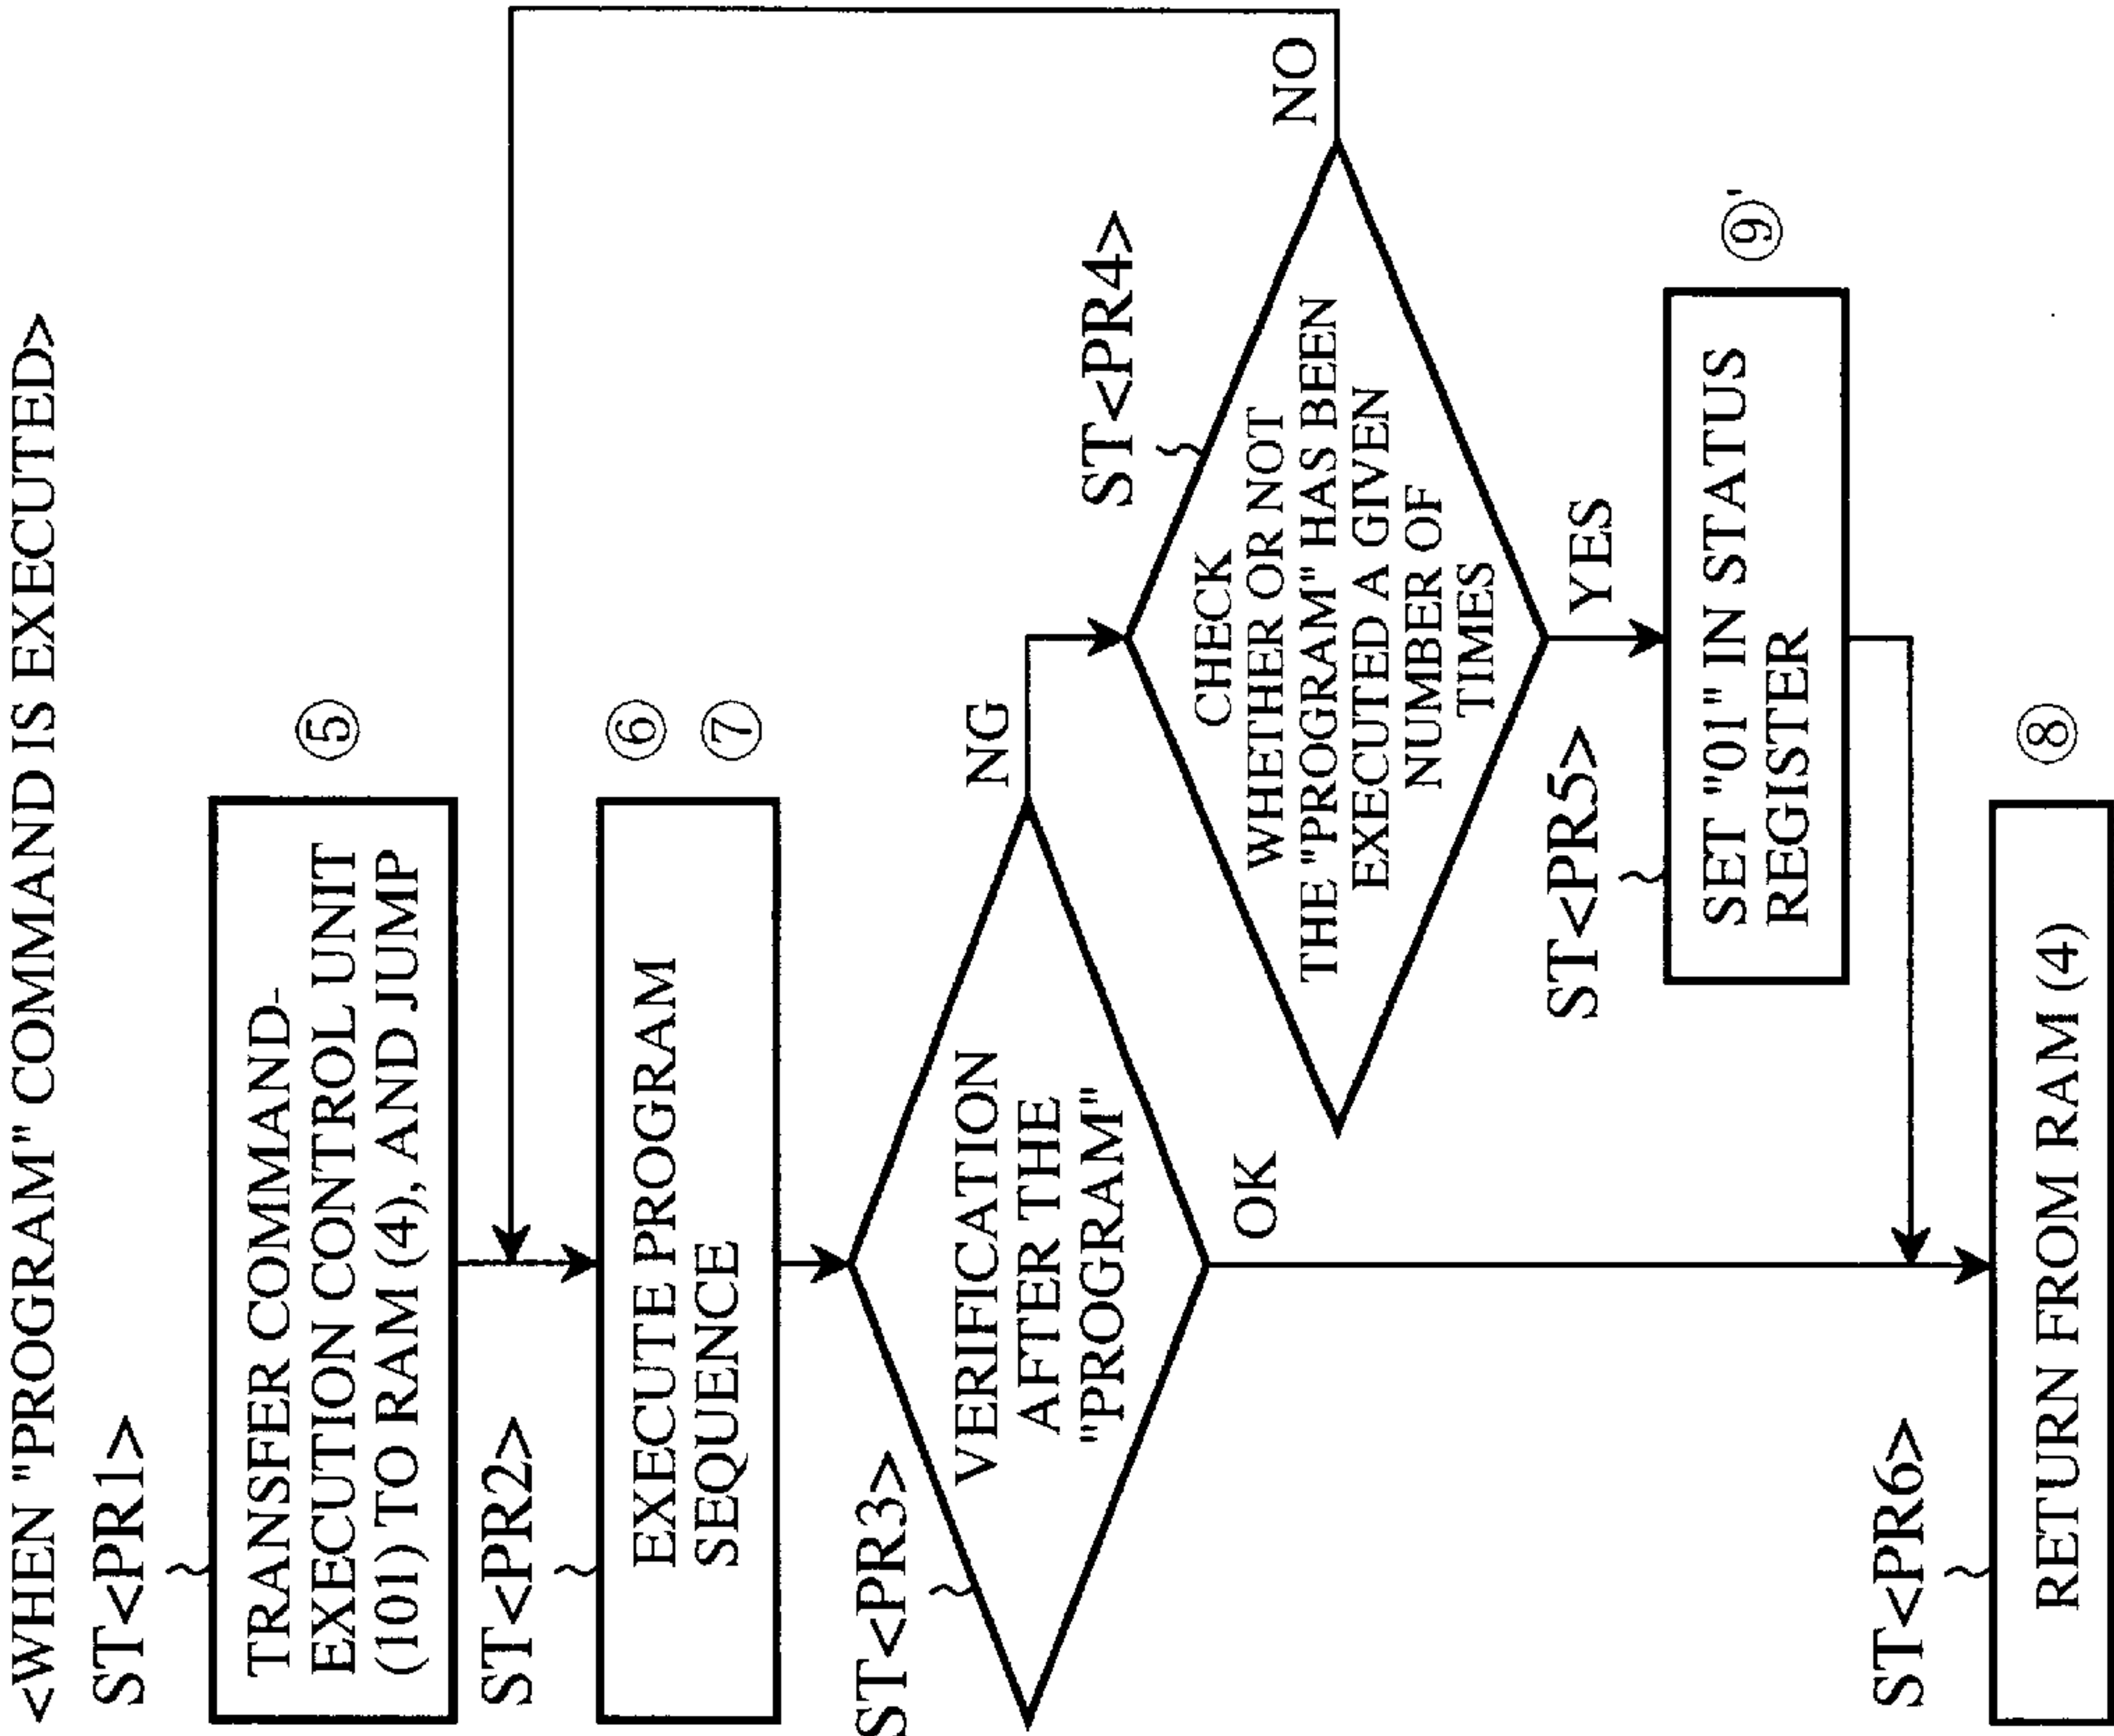 <WHEN "PROGRAM" COMMAND IS EXECUTED>
ST<PR1>
TRANSFER COMMAND-
EXECUTION CONTROL UNIT
(101) TO RAM (4), AND JUMP
⑤
ST<PR2>
EXECUTE PROGRAM
SEQUENCE
⑥
⑦
ST<PR3>
VERIFICATION
AFTER THE
"PROGRAM"
NG
OK
ST<PR4>
CHECK
WHETHER OR NOT
THE "PROGRAM" HAS BEEN
EXECUTED A GIVEN
NUMBER OF
TIMES
NO
YES
ST<PR5>
SET "01" IN STATUS
REGISTER
⑨'
ST<PR6>
RETURN FROM RAM (4)
⑧